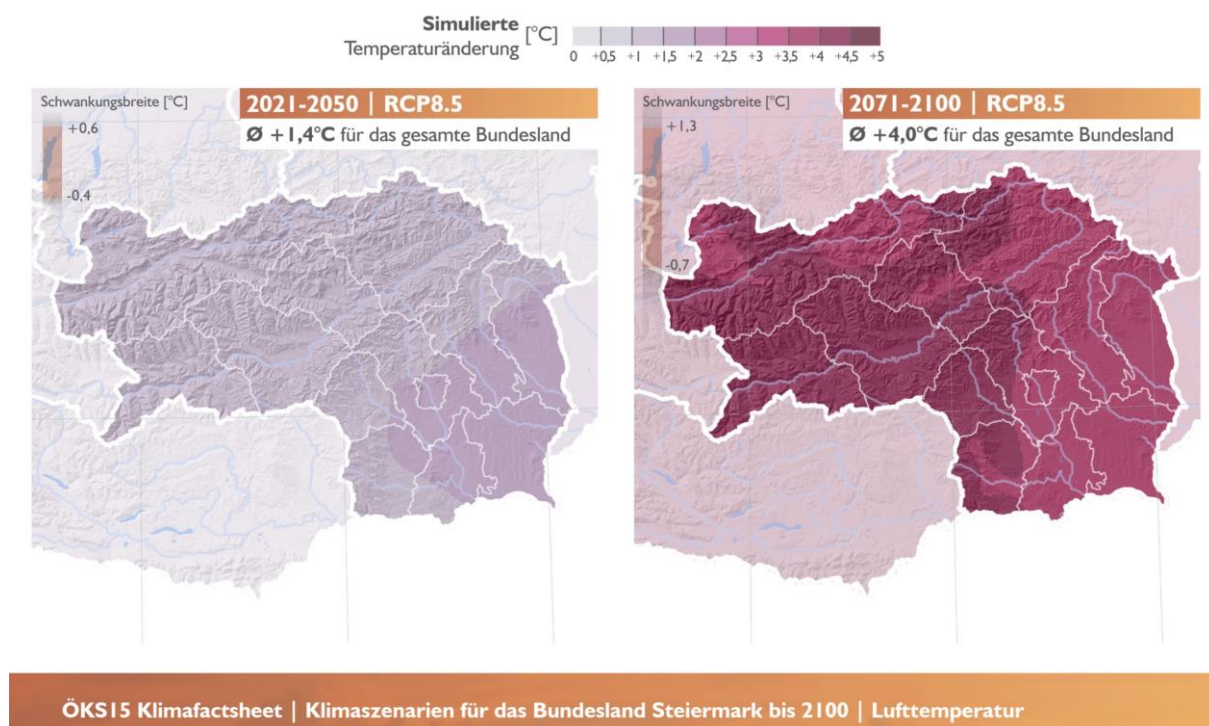 Simulierte [°C]
Temperaturänderung
0 +0,5 +1 +1,5 +2 +2,5 +3 +3,5 +4 +4,5 +5
Schwankungsbreite [°C]
+0,6
-0,4
2021-2050 | RCP8.5
Ø +1,4°C für das gesamte Bundesland
Schwankungsbreite [°C]
+1,3
-0,7
2071-2100 | RCP8.5
Ø +4,0°C für das gesamte Bundesland
ÖKS15 Klimafactsheet | Klimaszenarien für das Bundesland Steiermark bis 2100 | Lufttemperatur